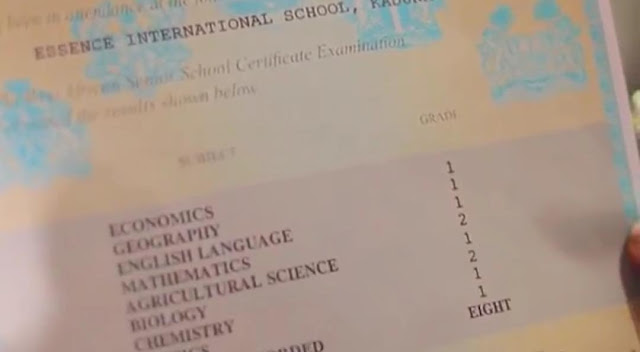 ESSENCE INTERNATIONAL SCHOOL,
Senior School Certificate Examination
the results shown below
SUBJECT GRADE
ECONOMICS 1
GEOGRAPHY 1
ENGLISH LANGUAGE 1
MATHEMATICS 2
AGRICULTURAL SCIENCE 1
BIOLOGY 2
CHEMISTRY 1
1
EIGHT